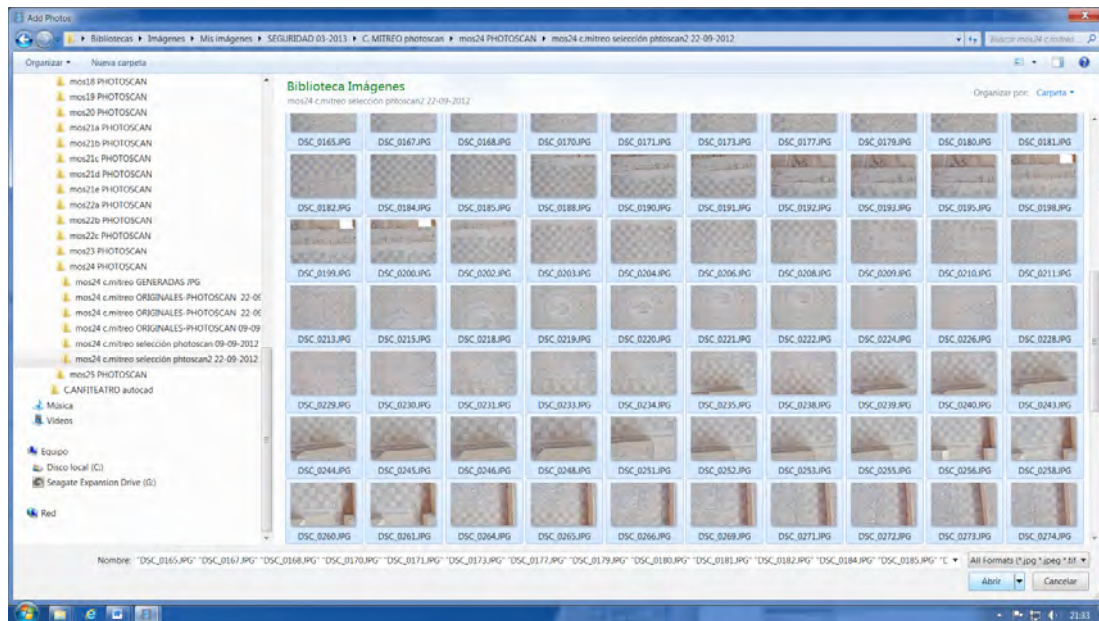 Add Photos
Bibliotecas ▸ Imágenes ▸ Mis imágenes ▸ SEGURIDAD 03-2013 ▸ C. MITREO photoscan ▸ mos24 PHOTOSCAN ▸ mos24 c.mitreo selección phtoscan2 22-09-2012
Buscar mos24 c.mitreo ...
Organizar Nueva carpeta
mos18 PHOTOSCAN
mos19 PHOTOSCAN
mos20 PHOTOSCAN
mos21a PHOTOSCAN
mos21b PHOTOSCAN
mos21c PHOTOSCAN
mos21d PHOTOSCAN
mos21e PHOTOSCAN
mos22a PHOTOSCAN
mos22b PHOTOSCAN
mos22c PHOTOSCAN
mos23 PHOTOSCAN
mos24 PHOTOSCAN
mos24 c.mitreo GENERADAS JPG
mos24 c.mitreo ORIGINALES-PHOTOSCAN 22-09
mos24 c.mitreo ORIGINALES-PHOTOSCAN 22-09
mos24 c.mitreo ORIGINALES-PHOTOSCAN 09-09
mos24 c.mitreo selección photoscan 09-09-2012
mos24 c.mitreo selección phtoscan2 22-09-2012
mos25 PHOTOSCAN
C.ANFITEATRO autocad
Música
Vídeos
Equipo
Disco local (C:)
Seagate Expansion Drive (G:)
Red
Biblioteca Imágenes
mos24 c.mitreo selección phtoscan2 22-09-2012
Organizar por: Carpeta
DSC_0165.JPG DSC_0167.JPG DSC_0168.JPG DSC_0170.JPG DSC_0171.JPG DSC_0173.JPG DSC_0177.JPG DSC_0179.JPG DSC_0180.JPG DSC_0181.JPG
DSC_0182.JPG DSC_0184.JPG DSC_0185.JPG DSC_0188.JPG DSC_0190.JPG DSC_0191.JPG DSC_0192.JPG DSC_0193.JPG DSC_0195.JPG DSC_0198.JPG
DSC_0199.JPG DSC_0200.JPG DSC_0202.JPG DSC_0203.JPG DSC_0204.JPG DSC_0206.JPG DSC_0208.JPG DSC_0209.JPG DSC_0210.JPG DSC_0211.JPG
DSC_0213.JPG DSC_0215.JPG DSC_0218.JPG DSC_0219.JPG DSC_0220.JPG DSC_0221.JPG DSC_0222.JPG DSC_0224.JPG DSC_0226.JPG DSC_0228.JPG
DSC_0229.JPG DSC_0230.JPG DSC_0231.JPG DSC_0233.JPG DSC_0234.JPG DSC_0235.JPG DSC_0238.JPG DSC_0239.JPG DSC_0240.JPG DSC_0243.JPG
DSC_0244.JPG DSC_0245.JPG DSC_0246.JPG DSC_0248.JPG DSC_0251.JPG DSC_0252.JPG DSC_0253.JPG DSC_0255.JPG DSC_0256.JPG DSC_0258.JPG
DSC_0260.JPG DSC_0261.JPG DSC_0264.JPG DSC_0265.JPG DSC_0266.JPG DSC_0269.JPG DSC_0271.JPG DSC_0272.JPG DSC_0273.JPG DSC_0274.JPG
Nombre: "DSC_0165.JPG" "DSC_0167.JPG" "DSC_0168.JPG" "DSC_0170.JPG" "DSC_0171.JPG" "DSC_0173.JPG" "DSC_0177.JPG" "DSC_0179.JPG" "DSC_0180.JPG" "DSC_0181.JPG" "DSC_0182.JPG" "DSC_0184.JPG" "DSC_0185.JPG" "D All Formats (*.jpg *.jpeg *.tif
Abrir Cancelar
21:33